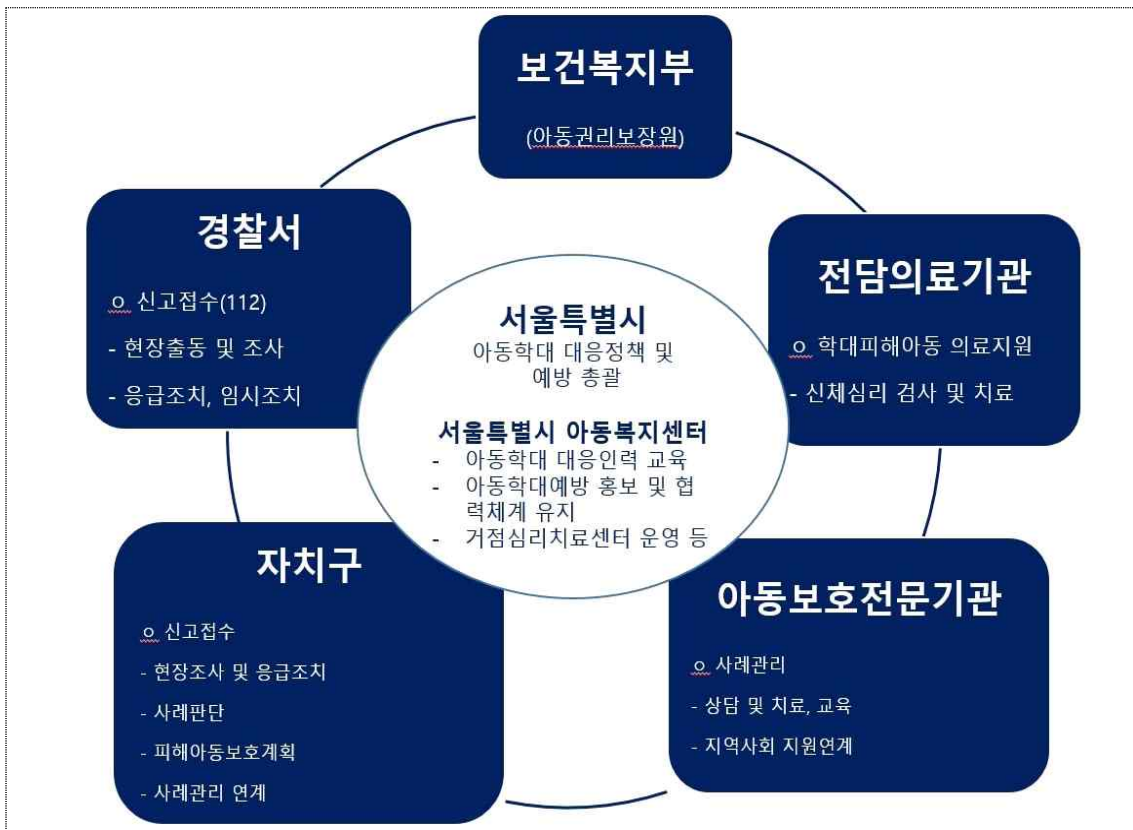 보건복지부
(아동권리보장원)
경찰서
ㅇ 신고접수(112)
- 현장출동 및 조사
- 응급조치, 임시조치
전담의료기관
ㅇ 학대피해아동 의료지원
- 신체심리 검사 및 치료
서울특별시
아동학대 대응정책 및
예방 총괄
서울특별시 아동복지센터
- 아동학대 대응인력 교육
- 아동학대예방 홍보 및 협
력체계 유지
- 거점심리치료센터 운영 등
자치구
ㅇ 신고접수
- 현장조사 및 응급조치
- 사례판단
- 피해아동보호계획
- 사례관리 연계
아동보호전문기관
ㅇ 사례관리
- 상담 및 치료, 교육
- 지역사회 지원연계